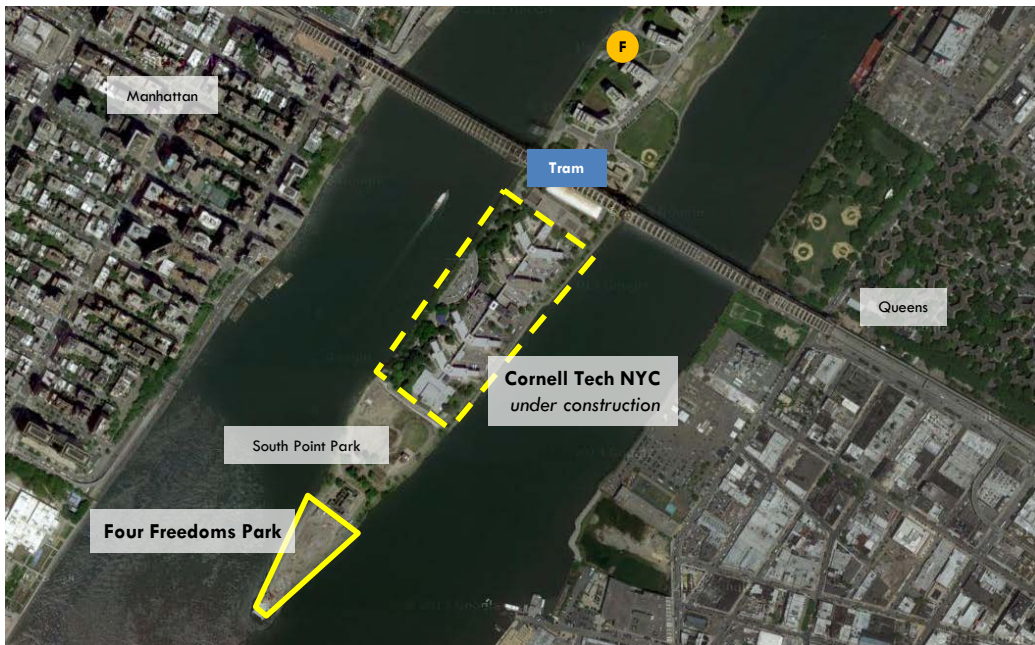 F
Manhattan
Tram
Queens
Cornell Tech NYC
under construction
South Point Park
Four Freedoms Park